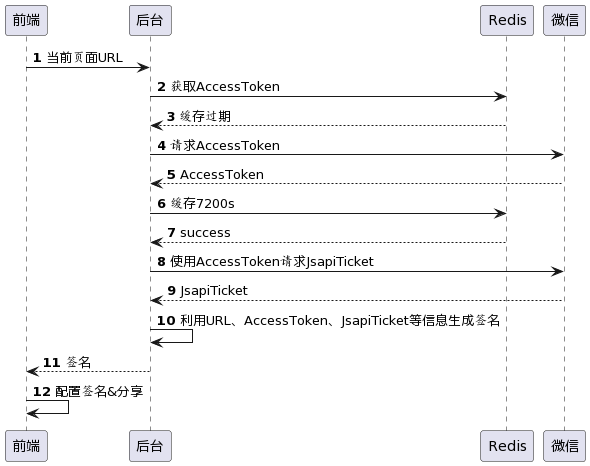 前端 后台 Redis 微信
1 当前页面URL
2 获取AccessToken
3 缓存过期
4 请求AccessToken
5 AccessToken
6 缓存7200s
7 success
8 使用AccessToken请求JsapiTicket
9 JsapiTicket
10 利用URL、AccessToken、JsapiTicket等信息生成签名
11 签名
12 配置签名&分享
前端 后台 Redis 微信